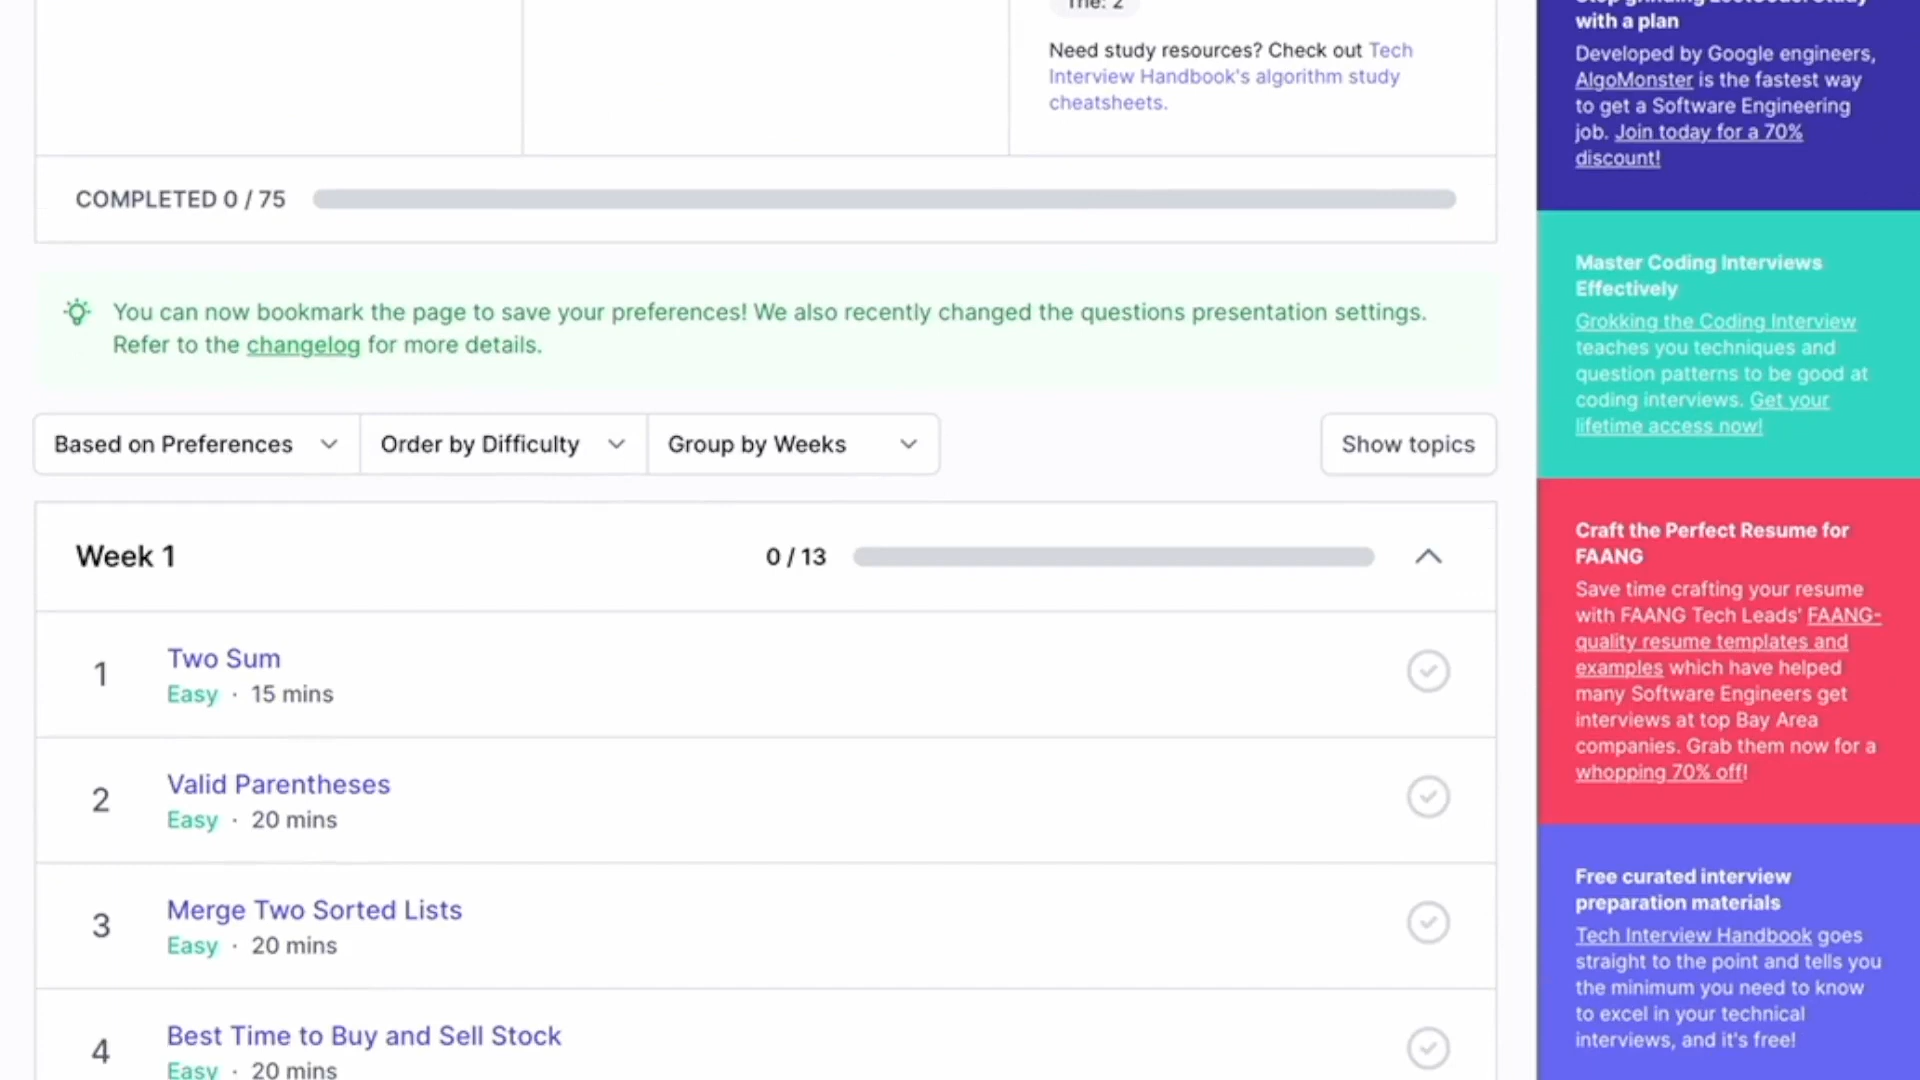 Trie: 2
Need study resources? Check out Tech
Interview Handbook's algorithm study
cheatsheets.
COMPLETED 0 / 75
You can now bookmark the page to save your preferences! We also recently changed the questions presentation settings.
Refer to the changelog for more details.
Based on Preferences
Order by Difficulty
Group by Weeks
Show topics
Week 1
0 / 13
1
Two Sum
Easy · 15 mins
2
Valid Parentheses
Easy · 20 mins
3
Merge Two Sorted Lists
Easy · 20 mins
4
Best Time to Buy and Sell Stock
Easy · 20 mins
Stop grinding LeetCode. Study
with a plan
Developed by Google engineers,
AlgoMonster is the fastest way
to get a Software Engineering
job. Join today for a 70%
discount!
Master Coding Interviews
Effectively
Grokking the Coding Interview
teaches you techniques and
question patterns to be good at
coding interviews. Get your
lifetime access now!
Craft the Perfect Resume for
FAANG
Save time crafting your resume
with FAANG Tech Leads' FAANG-
quality resume templates and
examples which have helped
many Software Engineers get
interviews at top Bay Area
companies. Grab them now for a
whopping 70% off!
Free curated interview
preparation materials
Tech Interview Handbook goes
straight to the point and tells you
the minimum you need to know
to excel in your technical
interviews, and it's free!